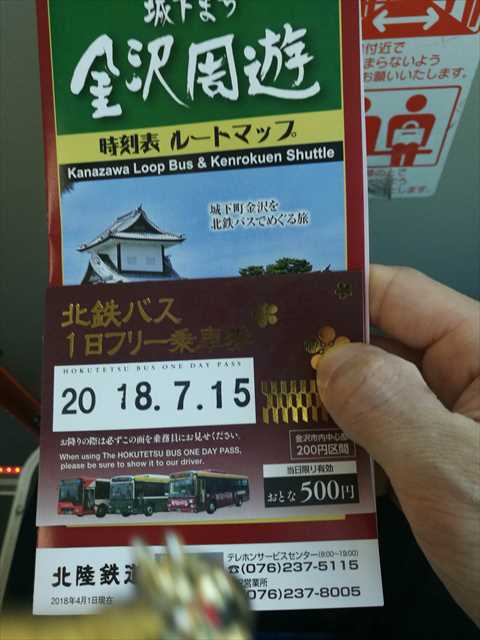 城下まち
金沢周遊
時刻表 ルートマップ
Kanazawa Loop Bus & Kenrokuen Shuttle
城下町金沢を
北鉄バスでめぐる旅
付近で
まらないよう
お願いいたします。
北鉄バス
1日フリー乗車券
HOKUTETSU BUS ONE DAY PASS
2018.7.15
お降りの際は必ずこの面を乗務員にお見せください。
When using The HOKUTETSU BUS ONE DAY PASS,
please be sure to show it to our driver.
金沢市内中心部
200円区間
当日限り有効
おとな500円
北陸鉄道
2018年4月1日現在
テレホンサービスセンター(8:00~19:00)
☎(076)237-5115
営業所
(076)237-8005